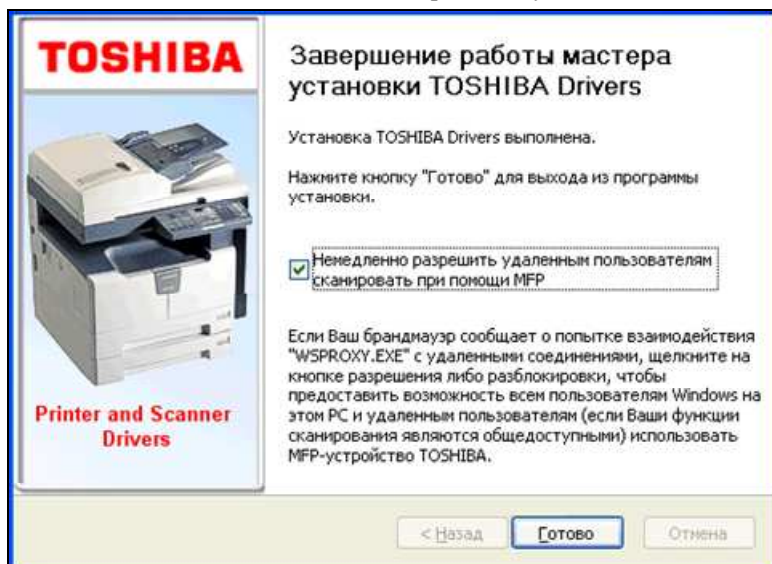 TOSHIBA
Printer and Scanner
Drivers
Завершение работы мастера
установки TOSHIBA Drivers
Установка TOSHIBA Drivers выполнена.
Нажмите кнопку "Готово" для выхода из программы
установки.
Немедленно разрешить удаленным пользователям
сканировать при помощи MFP
Если Ваш брандмауэр сообщает о попытке взаимодействия
"WSPROXY.EXE" с удаленными соединениями, щелкните на
кнопке разрешения либо разблокировки, чтобы
предоставить возможность всем пользователям Windows на
этом PC и удаленным пользователям (если Ваши функции
сканирования являются общедоступными) использовать
MFP-устройство TOSHIBA.
< Назад Готово Отмена